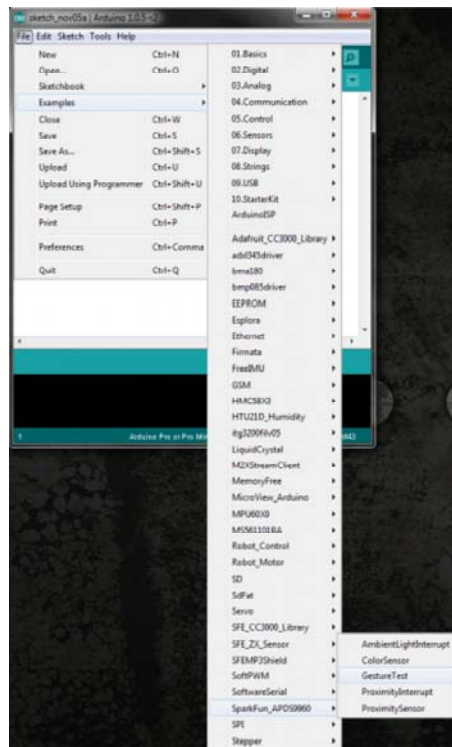 sketch_nov05a | Arduino 1.0.5-r2
File Edit Sketch Tools Help
New Ctrl+N
Open... Ctrl+O
Sketchbook
Examples
Close Ctrl+W
Save Ctrl+S
Save As... Ctrl+Shift+S
Upload Ctrl+U
Upload Using Programmer Ctrl+Shift+U
Page Setup Ctrl+Shift+P
Print Ctrl+P
Preferences Ctrl+Comma
Quit Ctrl+Q
1
Arduino Pro or Pro Mi
01.Basics
02.Digital
03.Analog
04.Communication
05.Control
06.Sensors
07.Display
08.Strings
09.USB
10.StarterKit
ArduinoISP
Adafruit_CC3000_Library
adxl345driver
bma180
bmp085driver
EEPROM
Esplora
Ethernet
Firmata
FreeIMU
GSM
HMC58X3
HTU21D_Humidity
itg3200filv05
LiquidCrystal
M2XStreamClient
MemoryFree
MicroView_Arduino
MPU60X0
MS561101BA
Robot_Control
Robot_Motor
SD
SdFat
Servo
SFE_CC3000_Library
SFE_ZX_Sensor
SFEMP3Shield
SoftPWM
SoftwareSerial
SparkFun_APDS9960
SPI
Stepper
AmbientLightInterrupt
ColorSensor
GestureTest
ProximityInterrupt
ProximitySensor